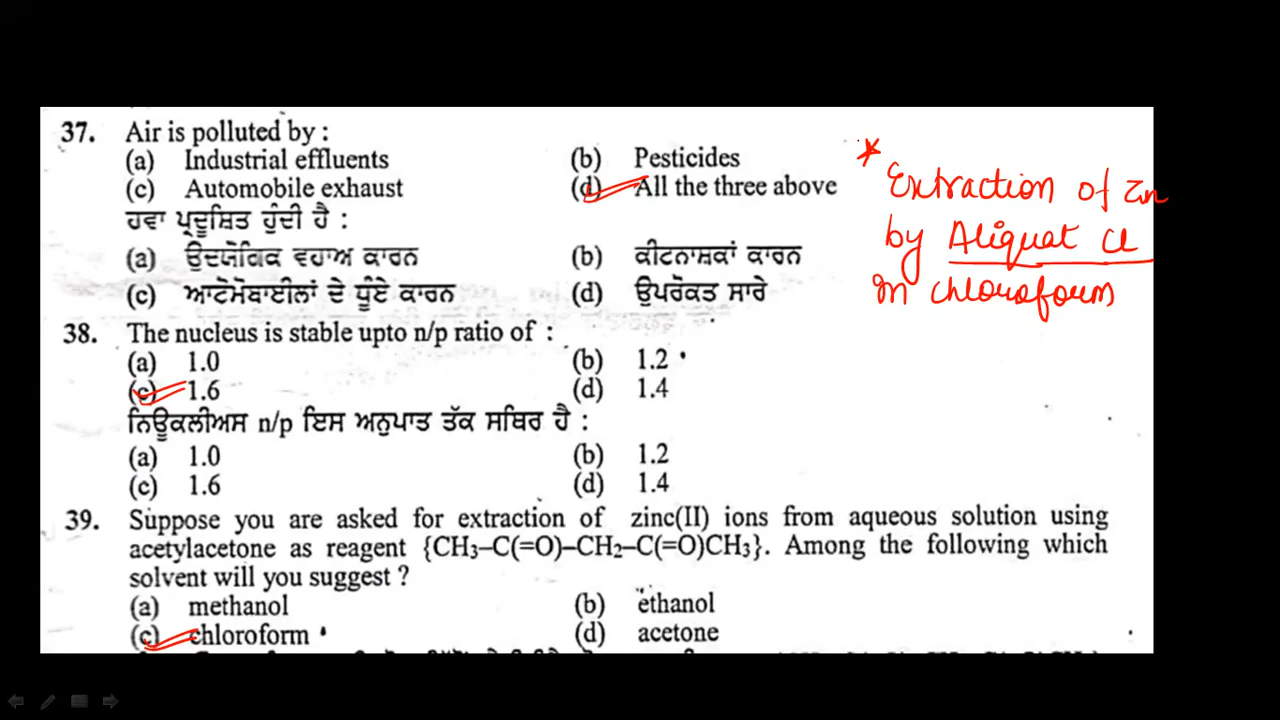 37. Air is polluted by :
(a) Industrial effluents (b) Pesticides
(c) Automobile exhaust (d) All the three above
ਹਵਾ ਪ੍ਰਦੂਸ਼ਿਤ ਹੁੰਦੀ ਹੈ :
(a) ਉਦਯੋਗਿਕ ਵਹਾਅ ਕਾਰਨ (b) ਕੀਟਨਾਸ਼ਕਾਂ ਕਾਰਨ
(c) ਆਟੋਮੋਬਾਈਲਾਂ ਦੇ ਧੂੰਏ ਕਾਰਨ (d) ਉਪਰੋਕਤ ਸਾਰੇ
* Extraction of Zn
by Aliquat Cl
in chloroform
38. The nucleus is stable upto n/p ratio of :
(a) 1.0 (b) 1.2
(c) 1.6 (d) 1.4
ਨਿਊਕਲੀਅਸ n/p ਇਸ ਅਨੁਪਾਤ ਤੱਕ ਸਥਿਰ ਹੈ :
(a) 1.0 (b) 1.2
(c) 1.6 (d) 1.4
39. Suppose you are asked for extraction of zinc(II) ions from aqueous solution using
acetylacetone as reagent {CH₃–C(=O)–CH₂–C(=O)CH₃}. Among the following which
solvent will you suggest ?
(a) methanol (b) ethanol
(c) chloroform (d) acetone